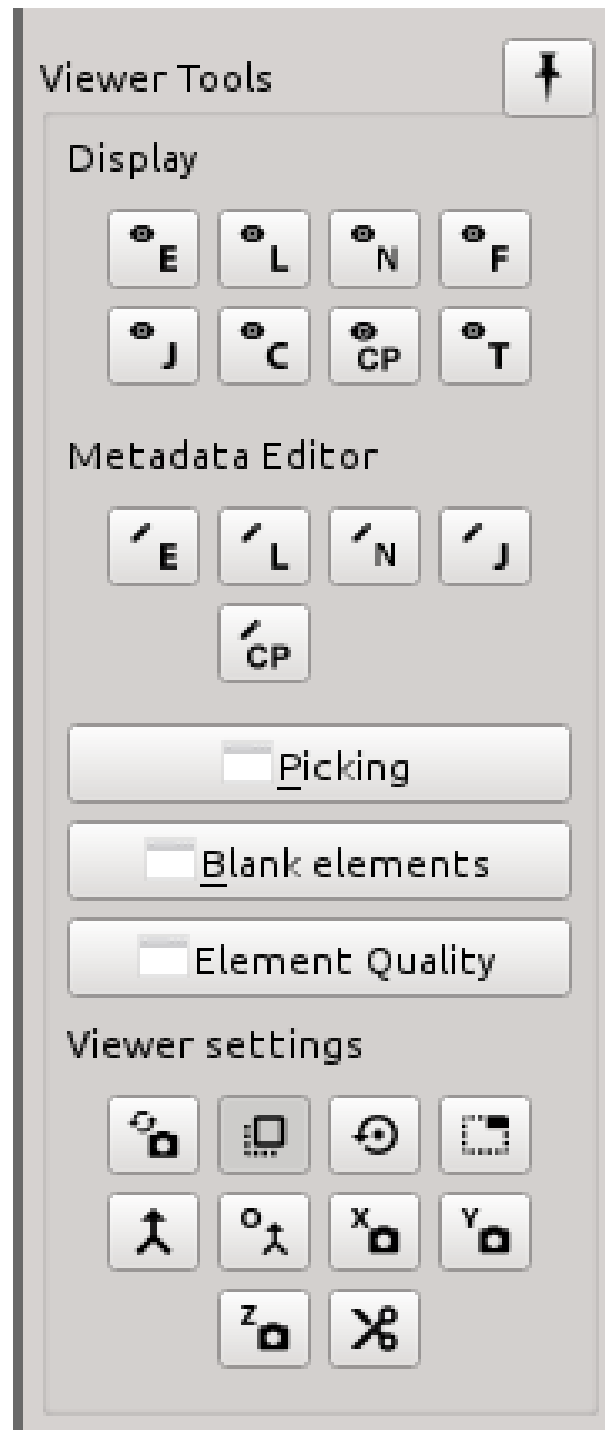 Viewer Tools
Display
E L N F
J C CP T
Metadata Editor
E L N J
CP
Picking
Blank elements
Element Quality
Viewer settings
O X Y
Z